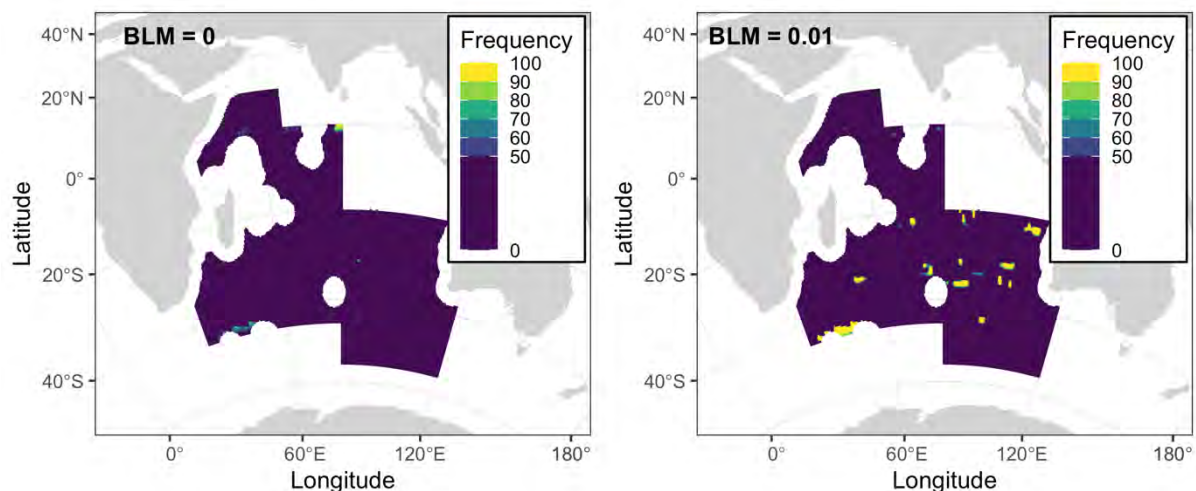 BLM = 0
Frequency
100
90
80
70
60
50
0
40°N
20°N
0°
20°S
40°S
Latitude
0°
60°E
120°E
180°
Longitude
BLM = 0.01
Frequency
100
90
80
70
60
50
0
40°N
20°N
0°
20°S
40°S
Latitude
0°
60°E
120°E
180°
Longitude